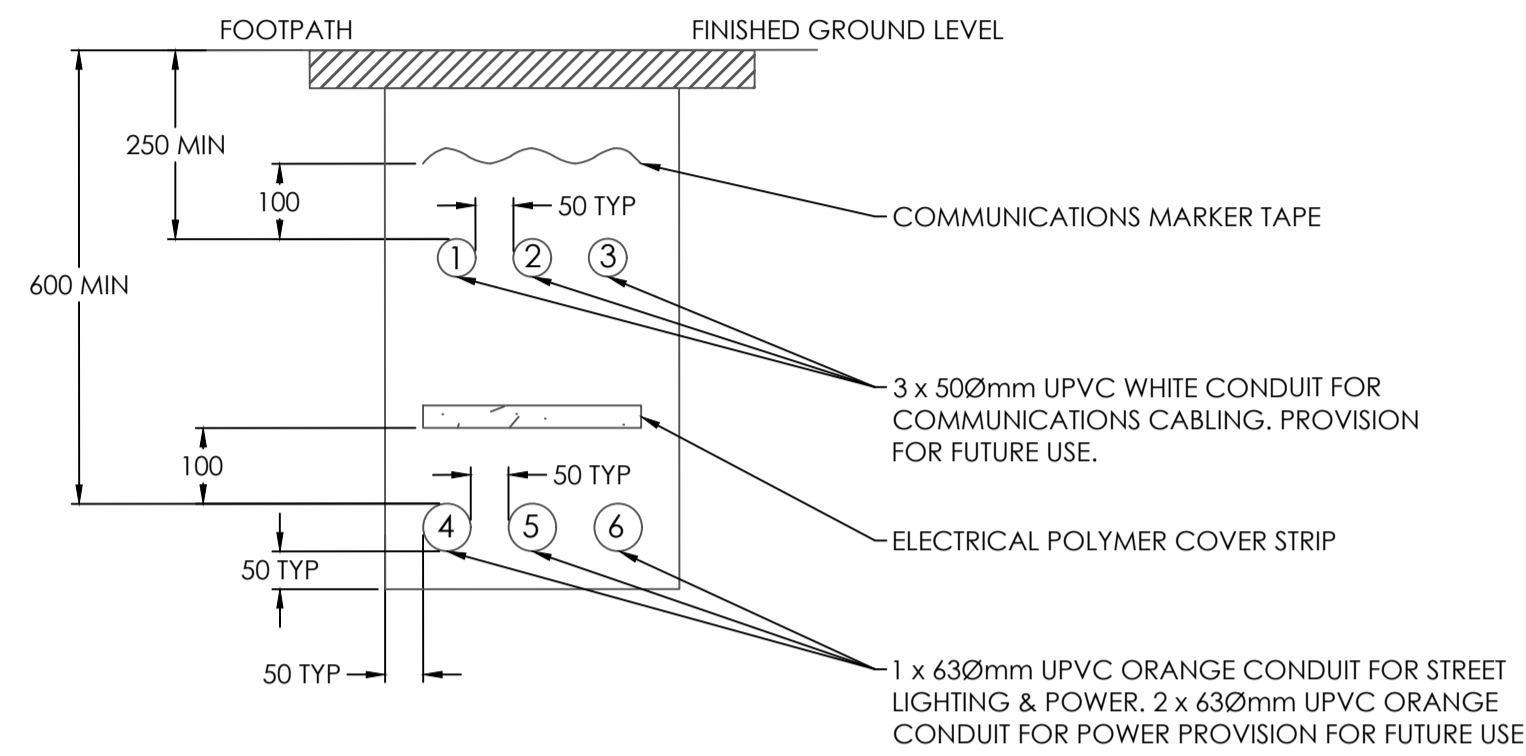 FOOTPATH
FINISHED GROUND LEVEL
250 MIN
100
50 TYP
COMMUNICATIONS MARKER TAPE
1
2
3
600 MIN
3 x 50Ømm UPVC WHITE CONDUIT FOR
COMMUNICATIONS CABLING. PROVISION
FOR FUTURE USE.
100
50 TYP
4
5
6
ELECTRICAL POLYMER COVER STRIP
50 TYP
50 TYP
1 x 63Ømm UPVC ORANGE CONDUIT FOR STREET
LIGHTING & POWER. 2 x 63Ømm UPVC ORANGE
CONDUIT FOR POWER PROVISION FOR FUTURE USE